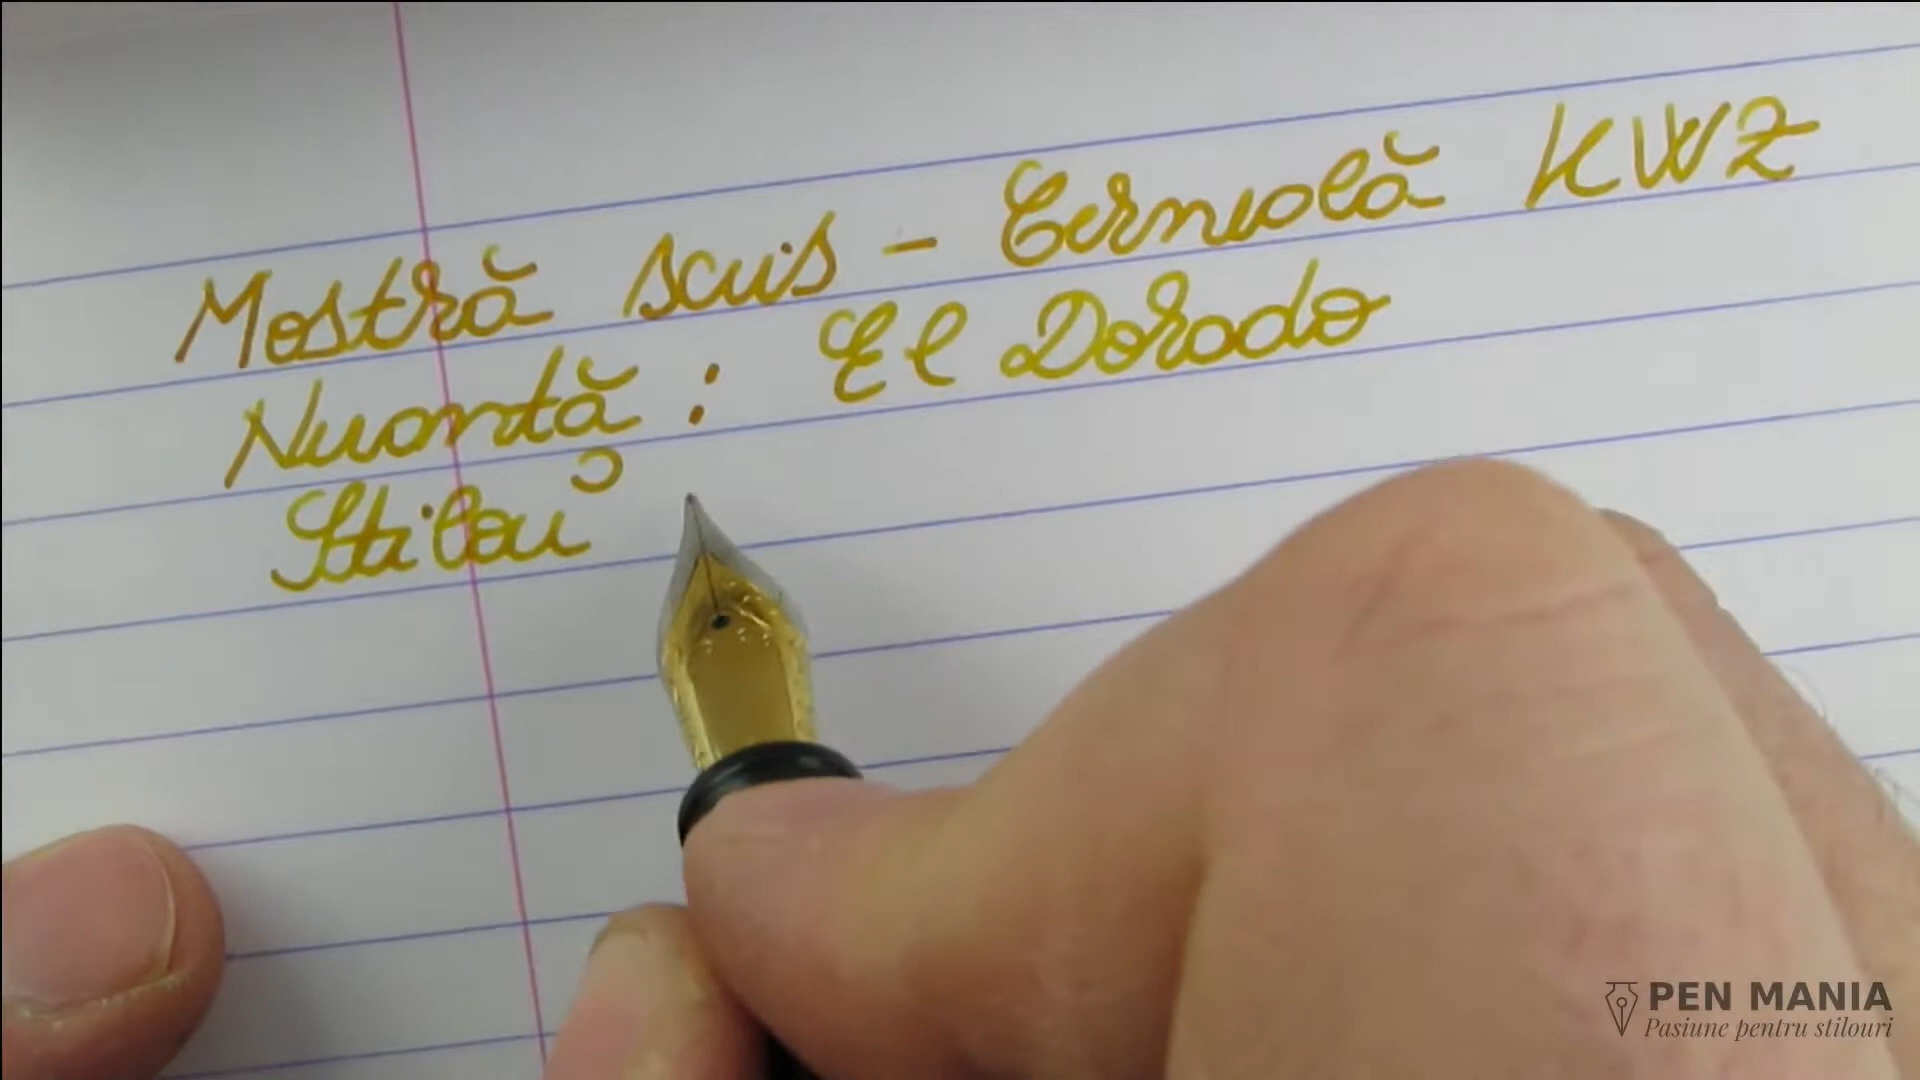 Mostră scris - Cerneală KWZ
Nuanță : El Dorado
Stilou
PEN MANIA
Pasiune pentru stilouri